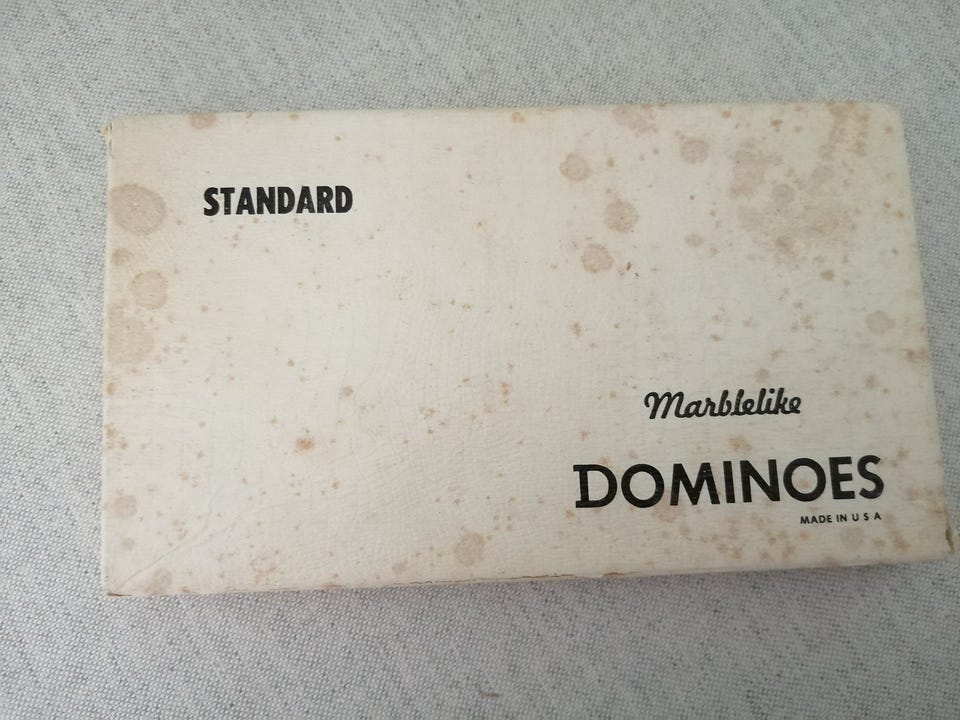 STANDARD
Marblelike
DOMINOES
MADE IN U S A